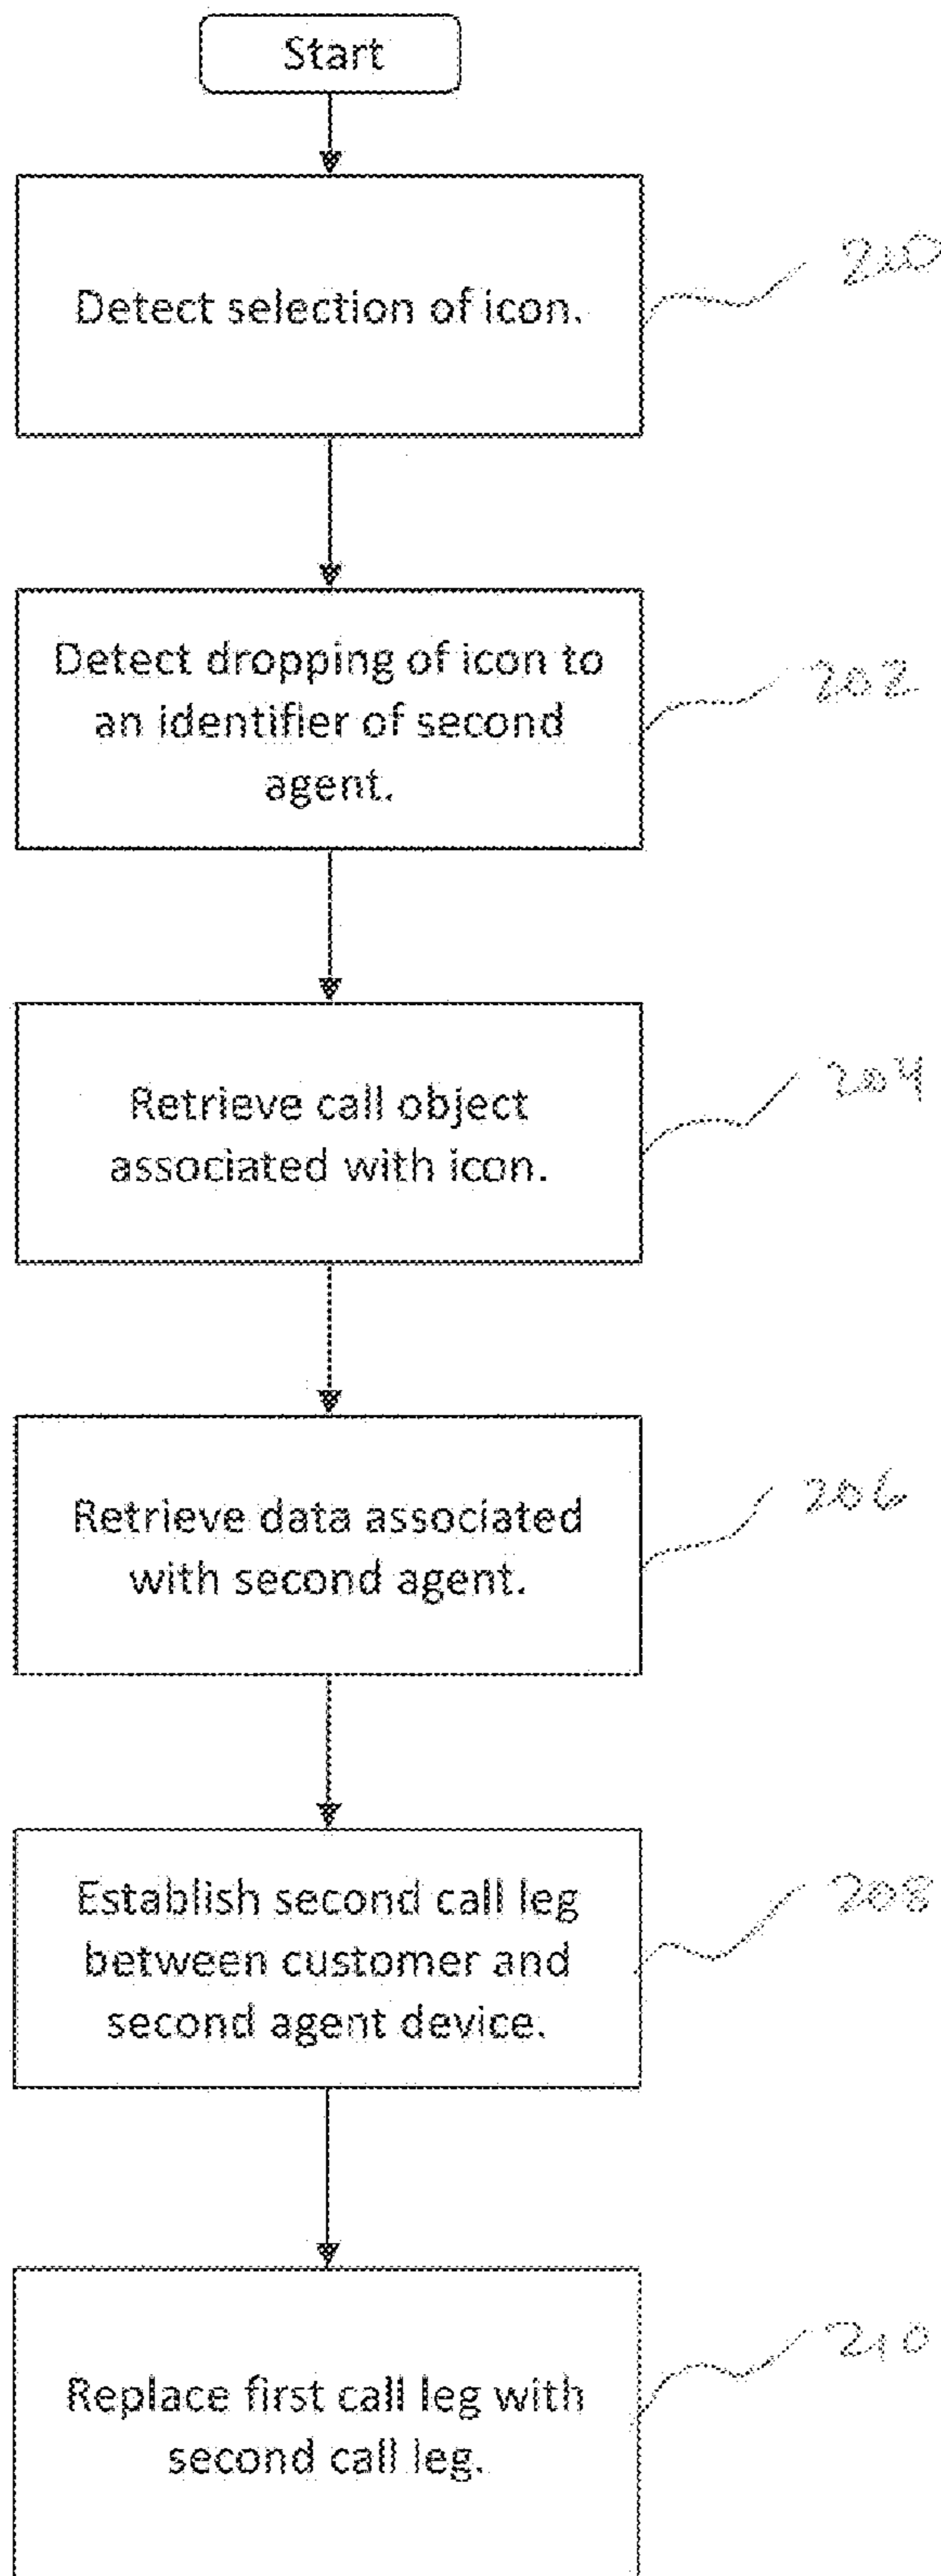 Start
Detect selection of icon.
Detect dropping of icon to
an identifier of second
agent.
202
Retrieve call object
associated with icon.
204
Retrieve data associated
with second agent.
206
Establish second call leg
between customer and
second agent device.
208
Replace first call leg with
second call leg.
210